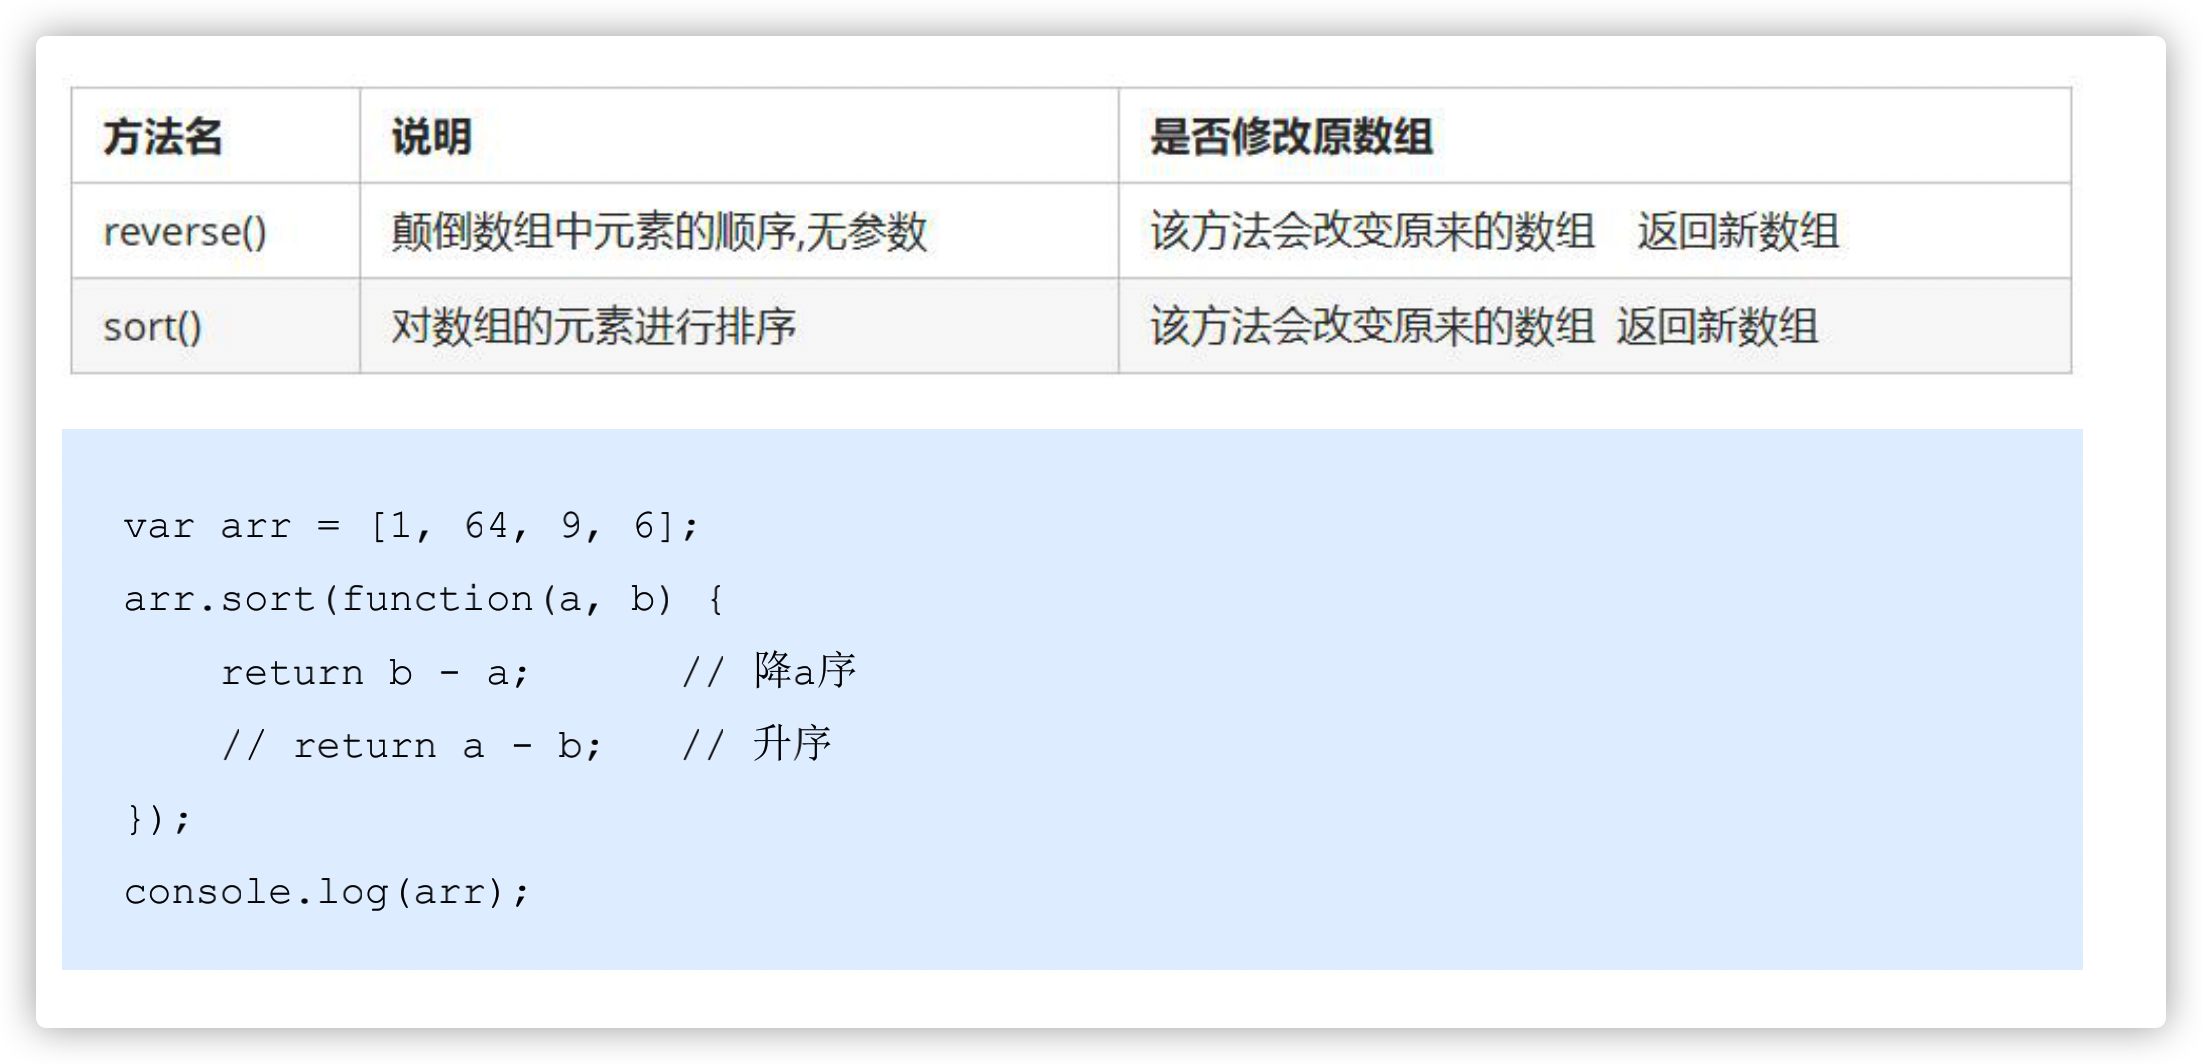 方法名 说明 是否修改原数组
reverse() 颠倒数组中元素的顺序,无参数 该方法会改变原来的数组 返回新数组
sort() 对数组的元素进行排序 该方法会改变原来的数组 返回新数组
var arr = [1, 64, 9, 6];
arr.sort(function(a, b) {
    return b - a;      // 降a序
    // return a - b;   // 升序
});
console.log(arr);